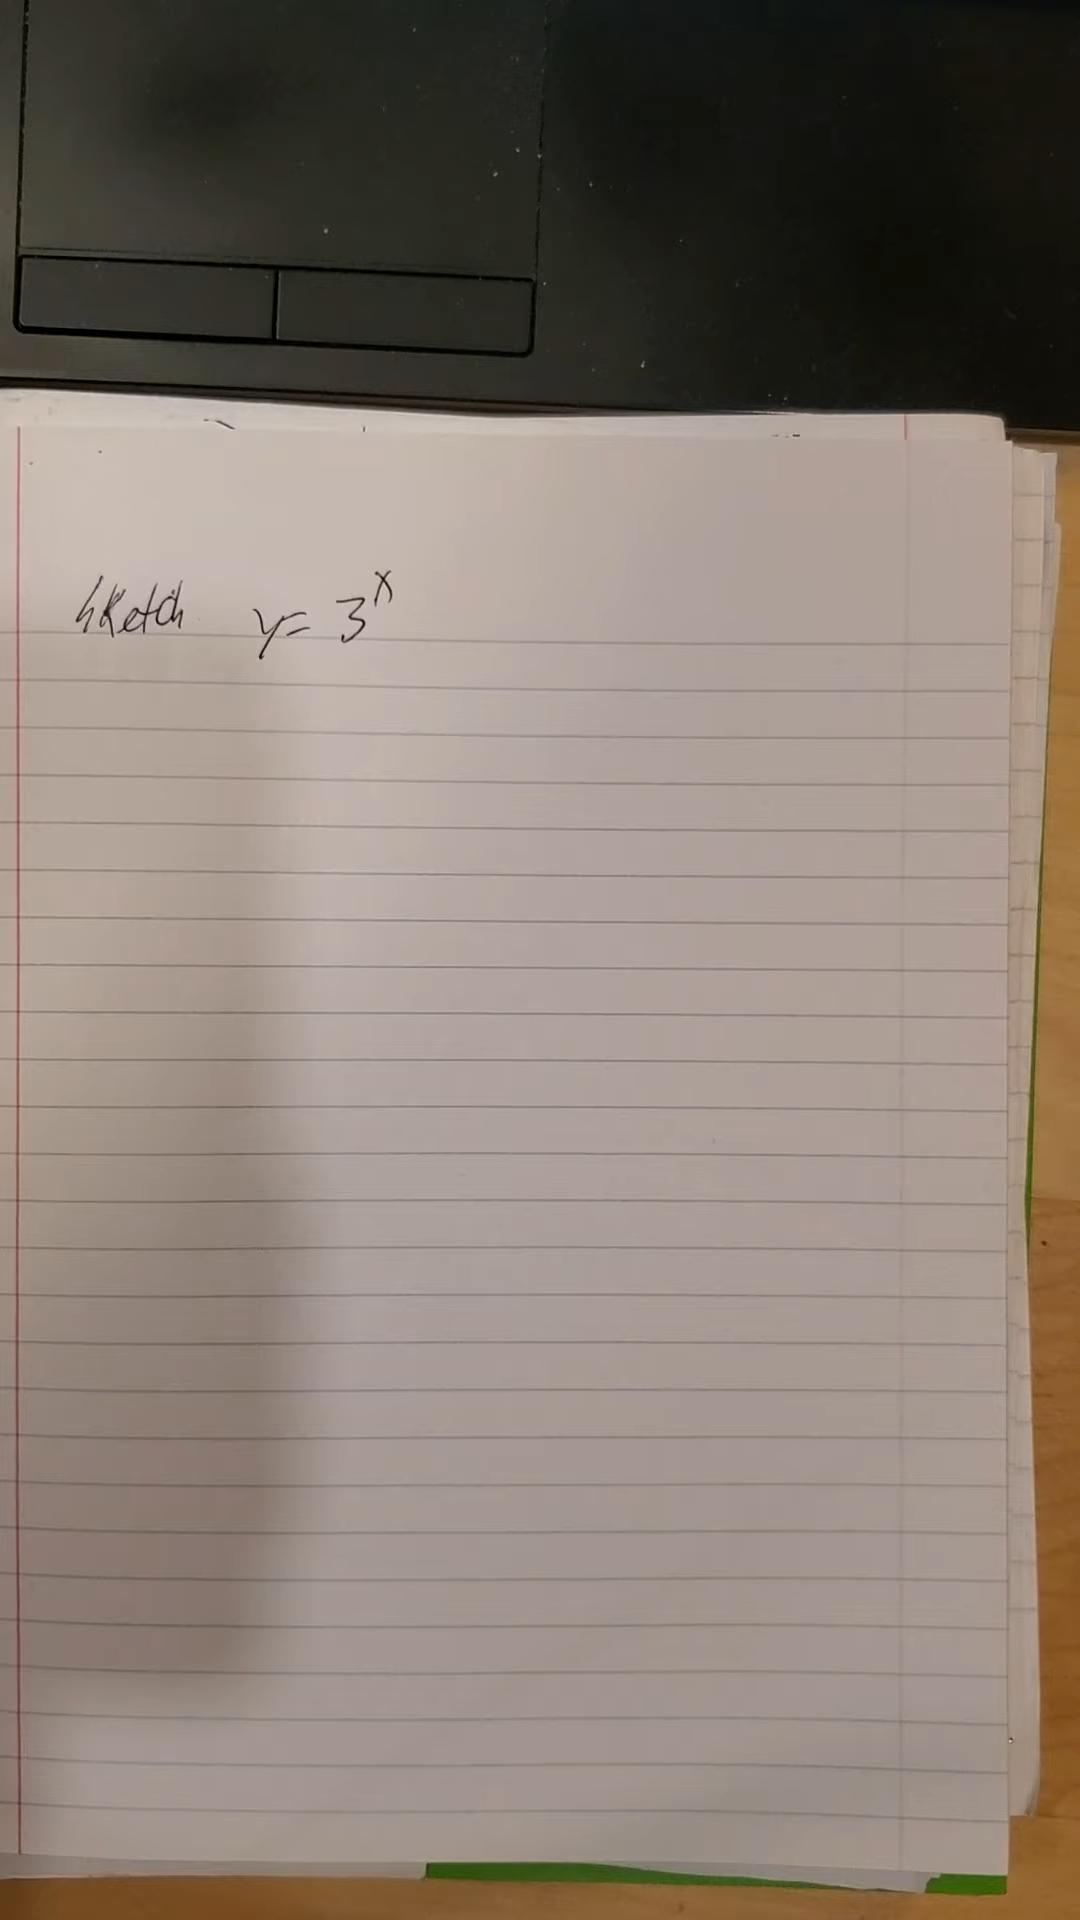 Sketch y = 3^x